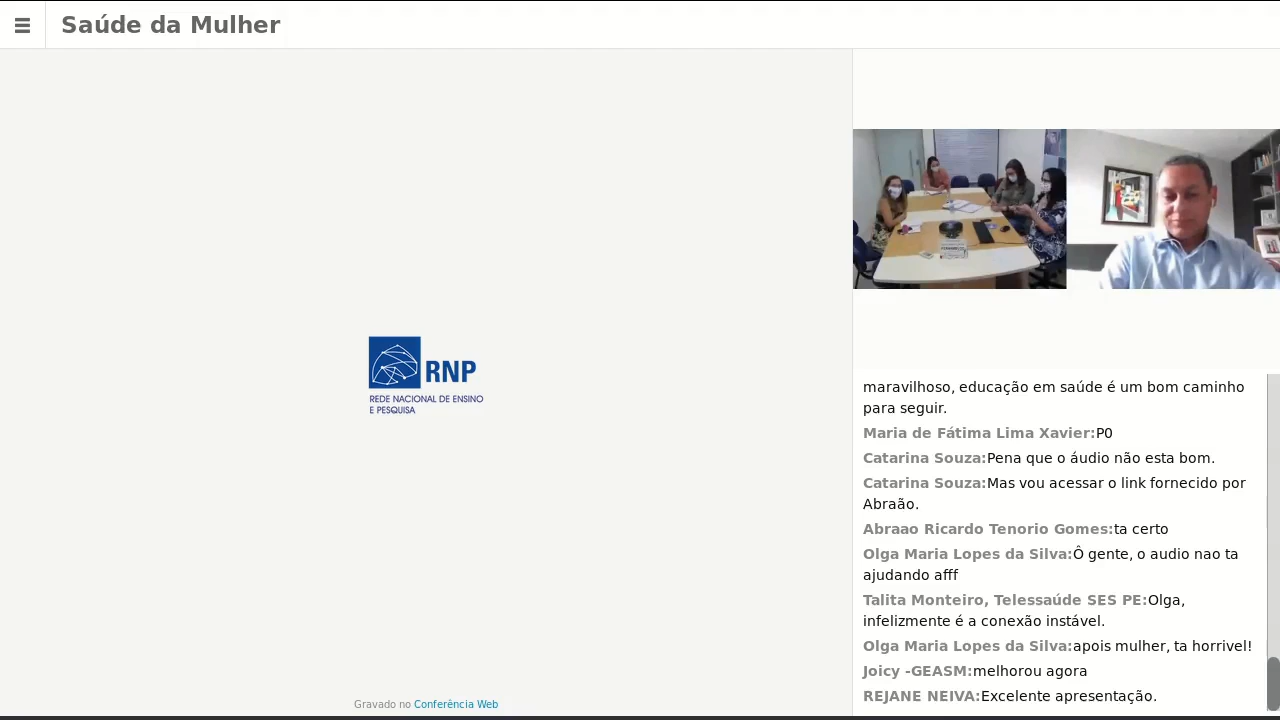 Saúde da Mulher
RNP
REDE NACIONAL DE ENSINO
E PESQUISA
Gravado no Conferência Web
maravilhoso, educação em saúde é um bom caminho
para seguir.
Maria de Fátima Lima Xavier:P0
Catarina Souza:Pena que o áudio não esta bom.
Catarina Souza:Mas vou acessar o link fornecido por
Abraão.
Abraao Ricardo Tenorio Gomes:ta certo
Olga Maria Lopes da Silva:Ô gente, o audio nao ta
ajudando afff
Talita Monteiro, Telessaúde SES PE:Olga,
infelizmente é a conexão instável.
Olga Maria Lopes da Silva:apois mulher, ta horrivel!
Joicy -GEASM:melhorou agora
REJANE NEIVA:Excelente apresentação.